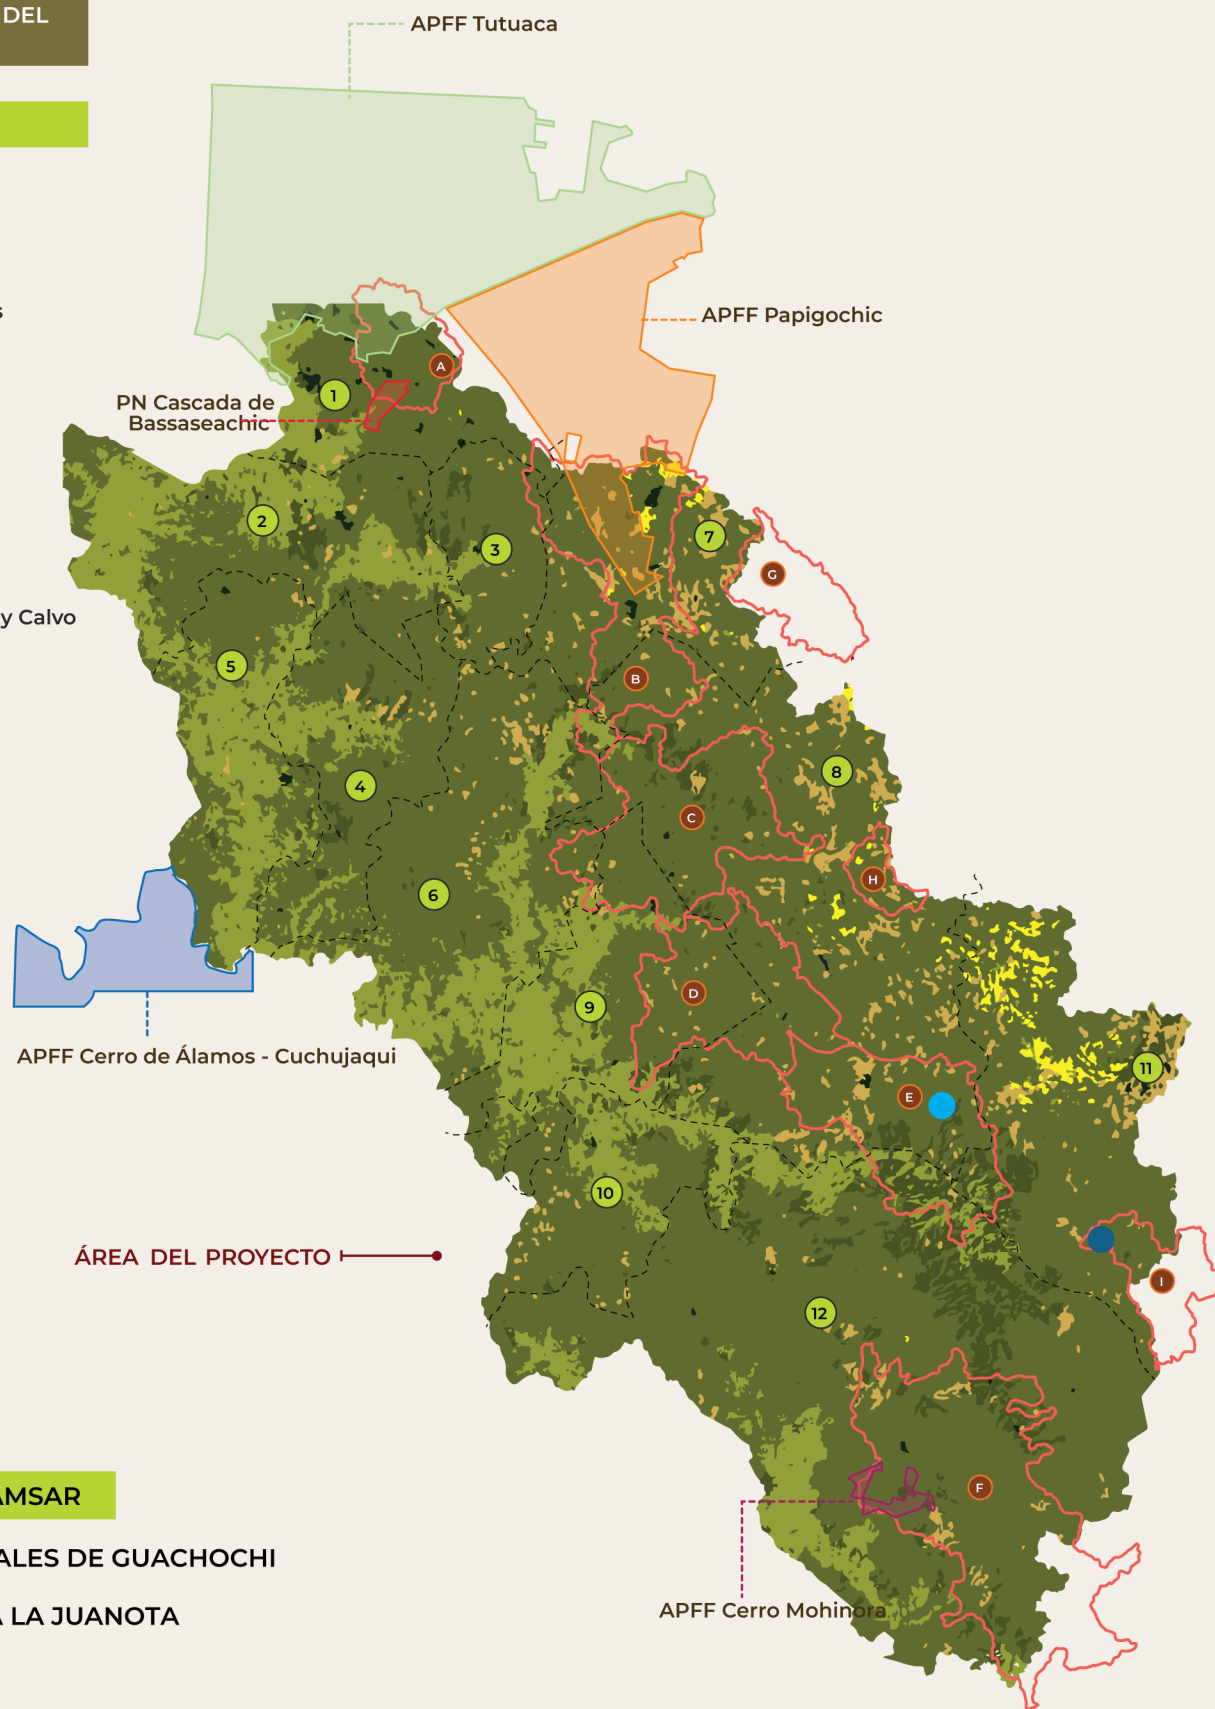 DEL
APFF Tutuaca
APFF Papigochic
A
1
PN Cascada de
Bassaseachic
2
3
7
G
y Calvo
5
B
4
8
C
6
H
D
9
APFF Cerro de Álamos - Cuchujaqui
11
E
10
ÁREA DEL PROYECTO
I
12
F
AMSAR
ALES DE GUACHOCHI
A LA JUANOTA
APFF Cerro Mohinora